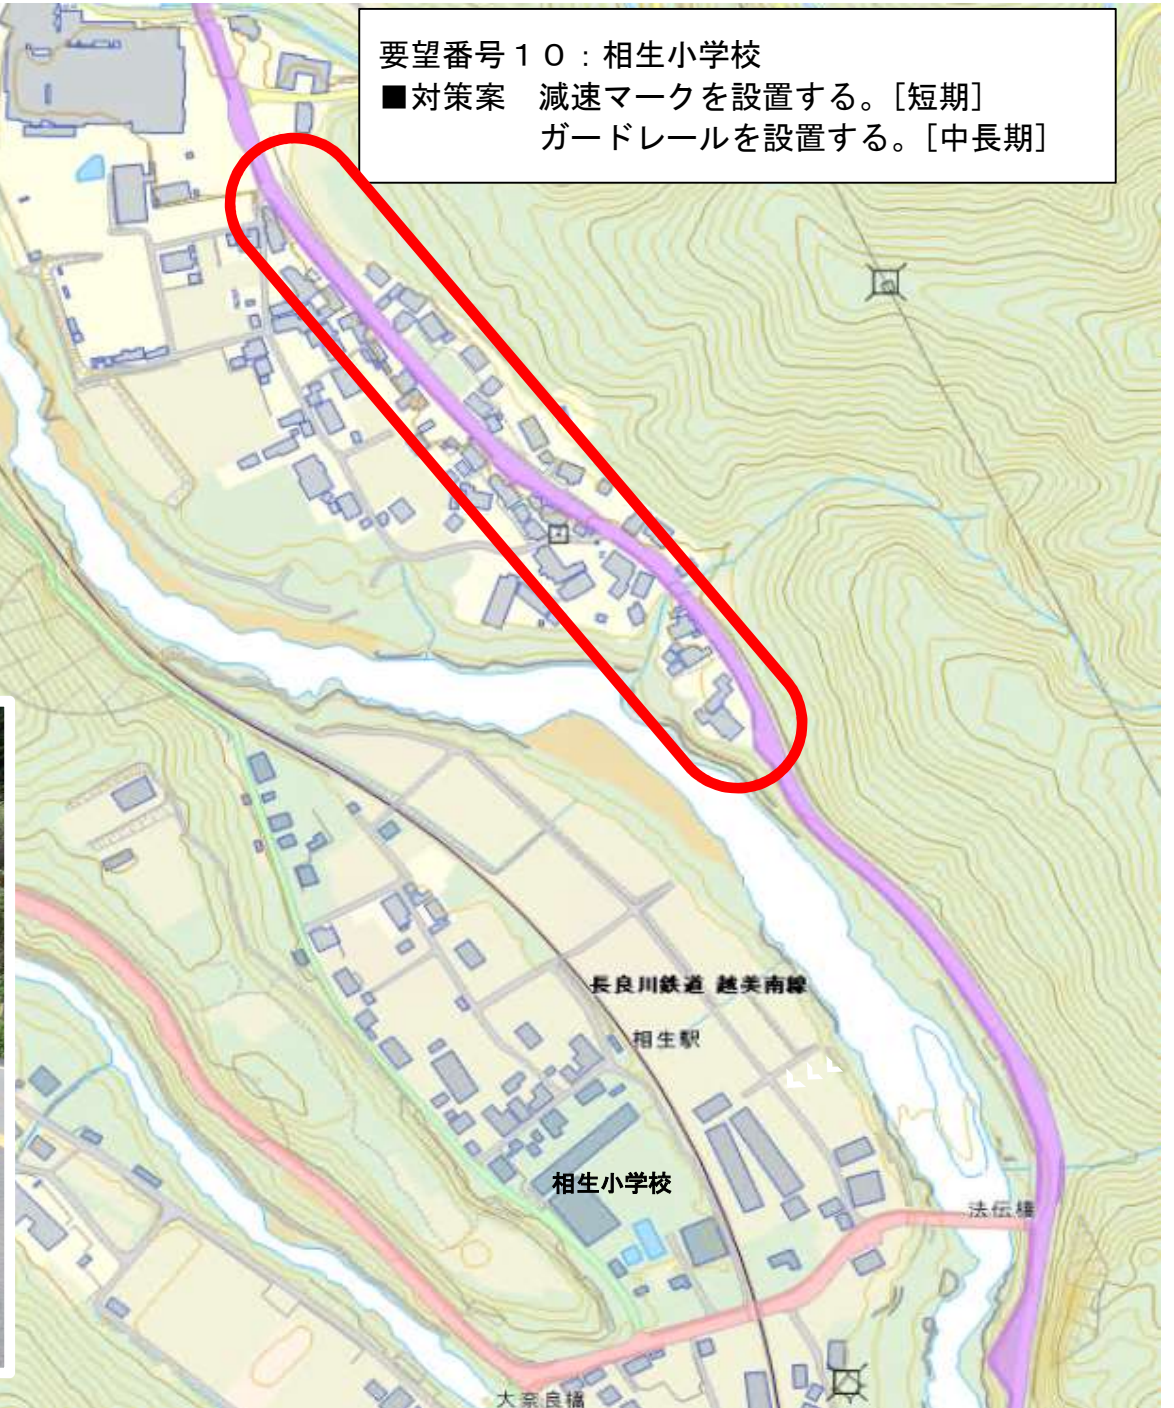 要望番号１０：相生小学校
■対策案　減速マークを設置する。［短期］
ガードレールを設置する。［中長期］
長良川鉄道 越美南線
相生駅
相生小学校
法伝橋
大奈良橋